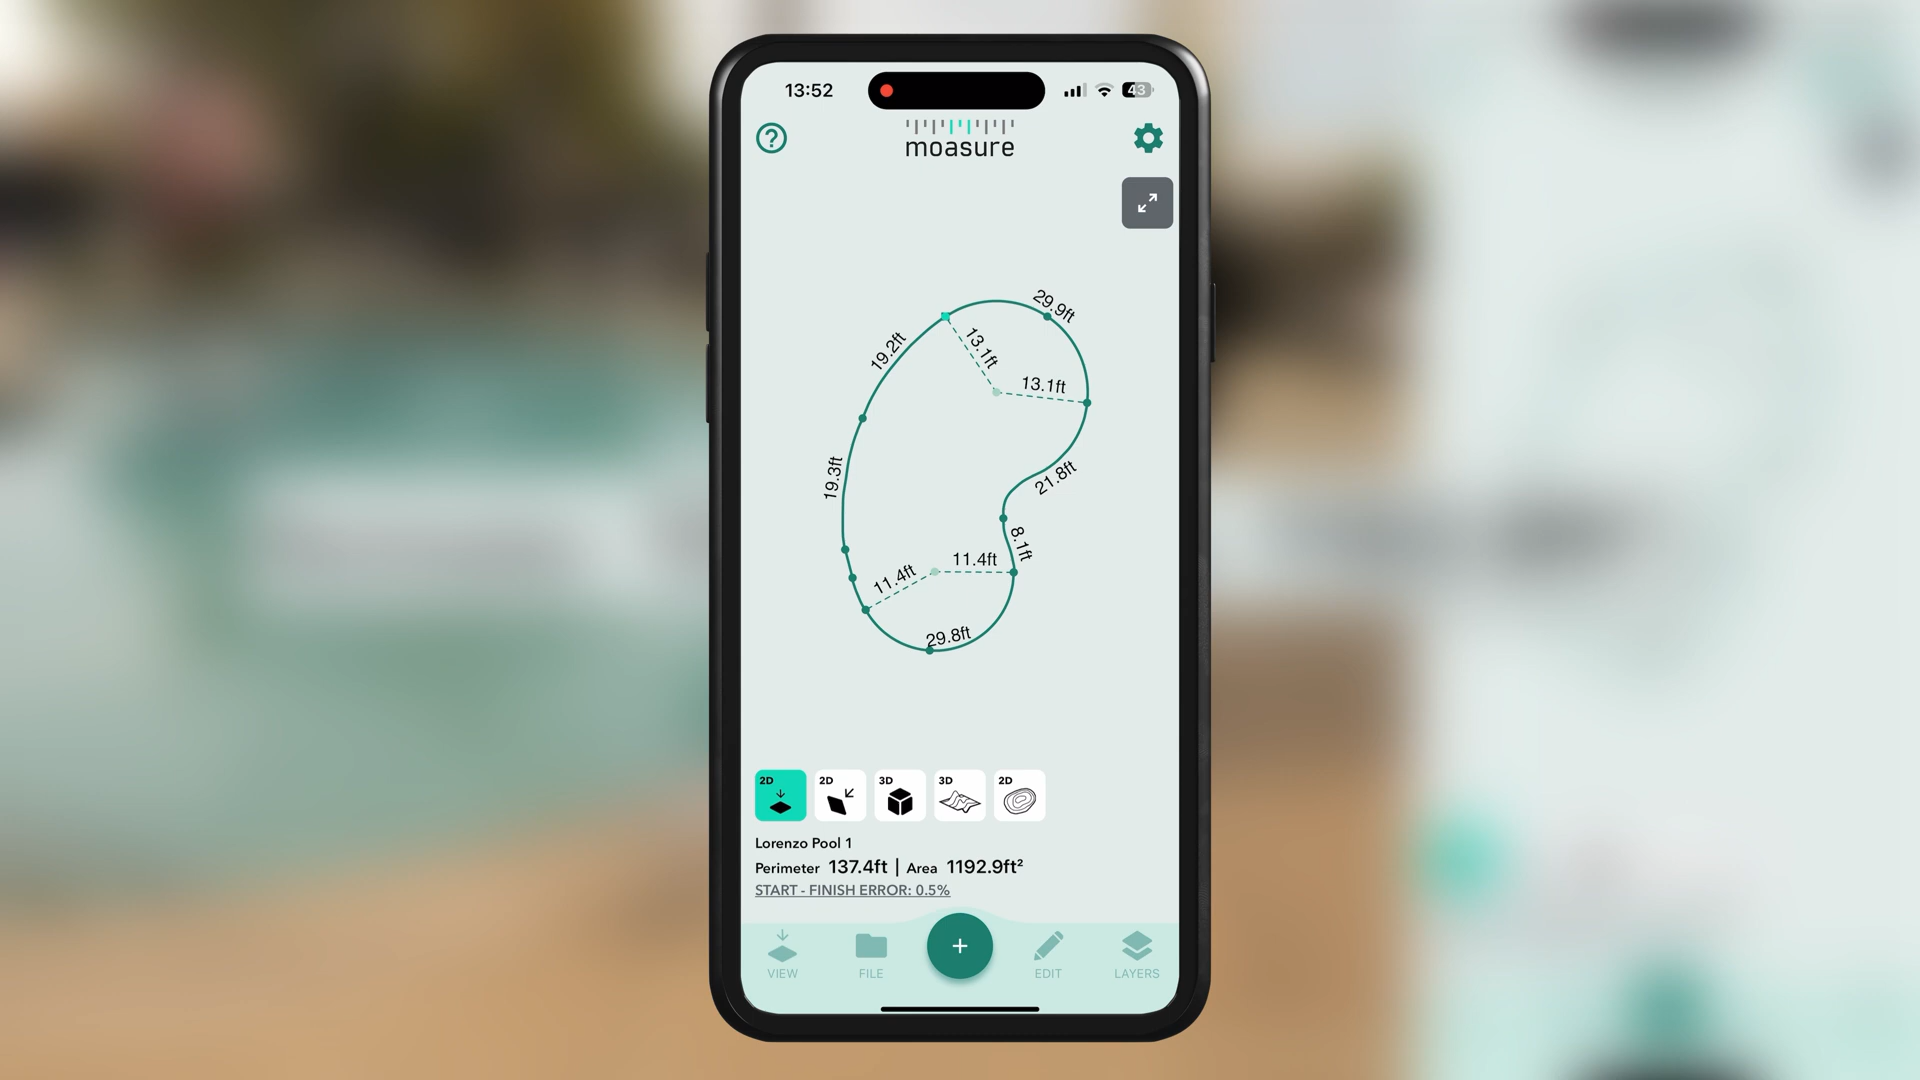 13:52
43
moasure
29.9ft
19.2ft
13.1ft
13.1ft
19.3ft
21.8ft
8.1ft
11.4ft
11.4ft
29.8ft
2D
2D
3D
3D
2D
Lorenzo Pool 1
Perimeter 137.4ft | Area 1192.9ft²
START - FINISH ERROR: 0.5%
VIEW
FILE
+
EDIT
LAYERS